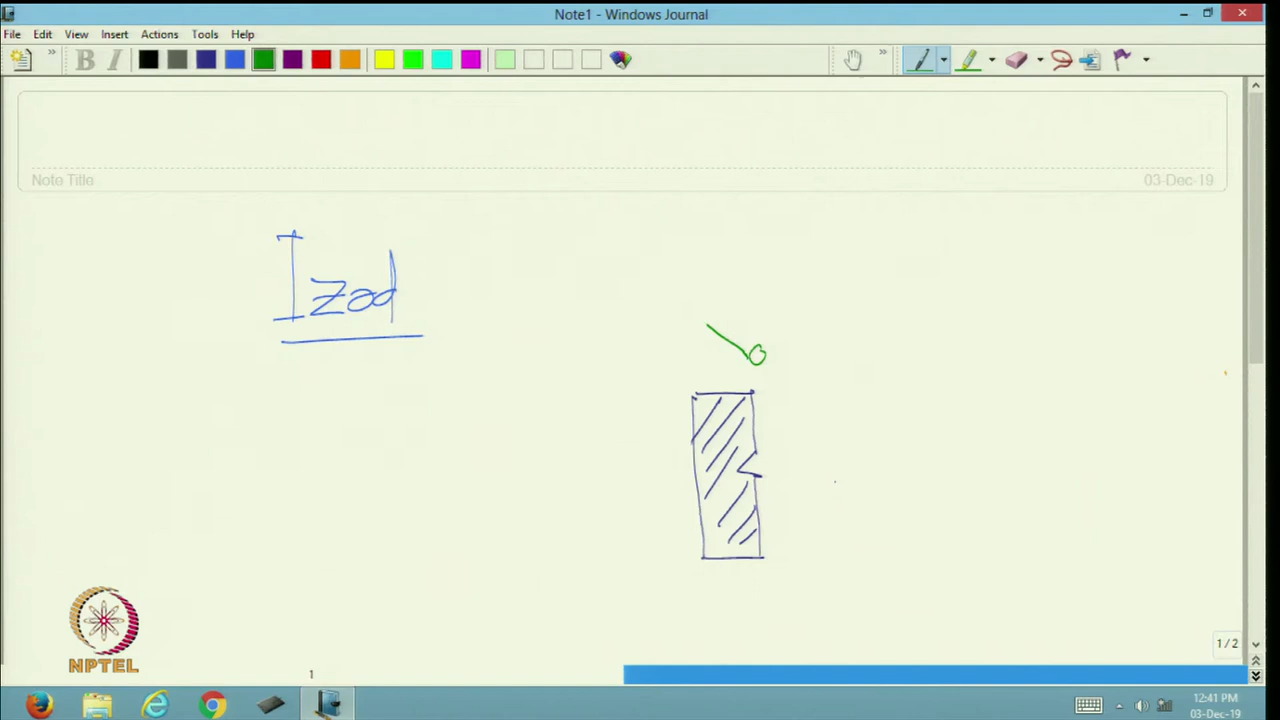 Note1 - Windows Journal
File Edit View Insert Actions Tools Help
B I
Note Title
03-Dec-19
Izod
1 / 2
NPTEL
1
12:41 PM
03-Dec-19